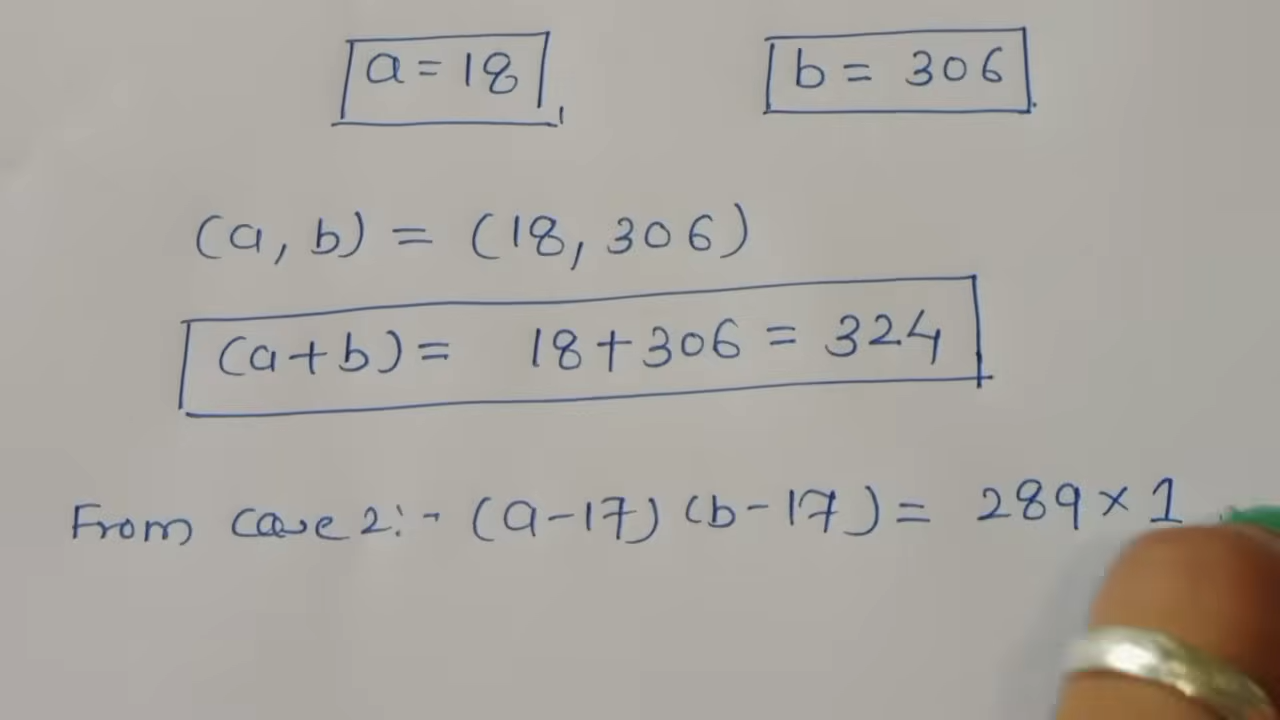 a = 18 b = 306
(a, b) = (18, 306)
(a+b) = 18+306 = 324
From case 2:- (a-17) (b-17) = 289 × 1